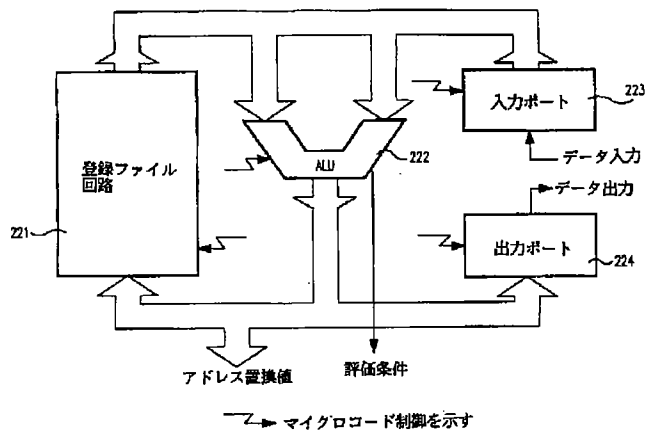 入力ポート
223
データ入力
登録ファイル
回路
ALU
222
データ出力
221
出力ポート
224
アドレス置換値
評価条件
マイグロコード制御を示す